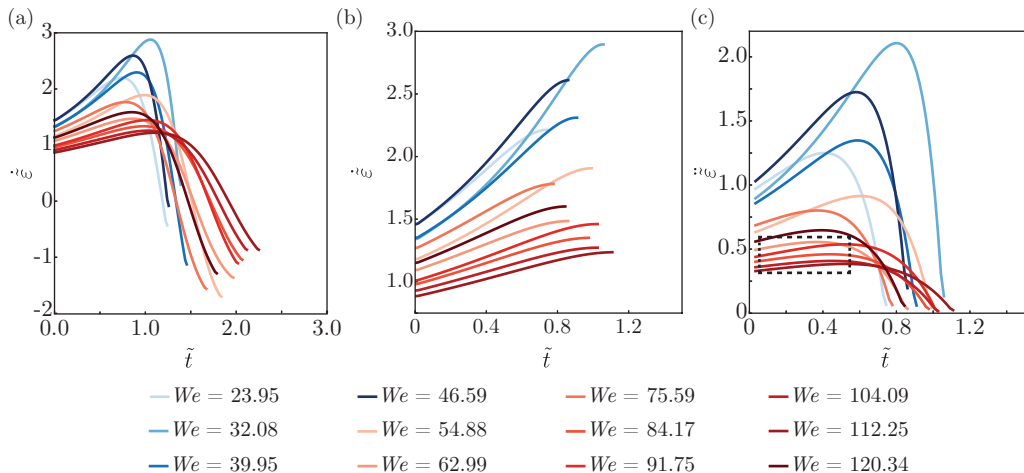 (a)
3
2
1
0
-1
-2
0.0
1.0
2.0
3.0
ε̃̇
t̃
(b)
3.0
2.5
2.0
1.5
1.0
0.0
0.4
0.8
1.2
ε̃̇
t̃
(c)
2.0
1.5
1.0
0.5
0
0
0.4
0.8
1.2
ε̃̈
t̃
We = 23.95 We = 46.59 We = 75.59 We = 104.09
We = 32.08 We = 54.88 We = 84.17 We = 112.25
We = 39.95 We = 62.99 We = 91.75 We = 120.34